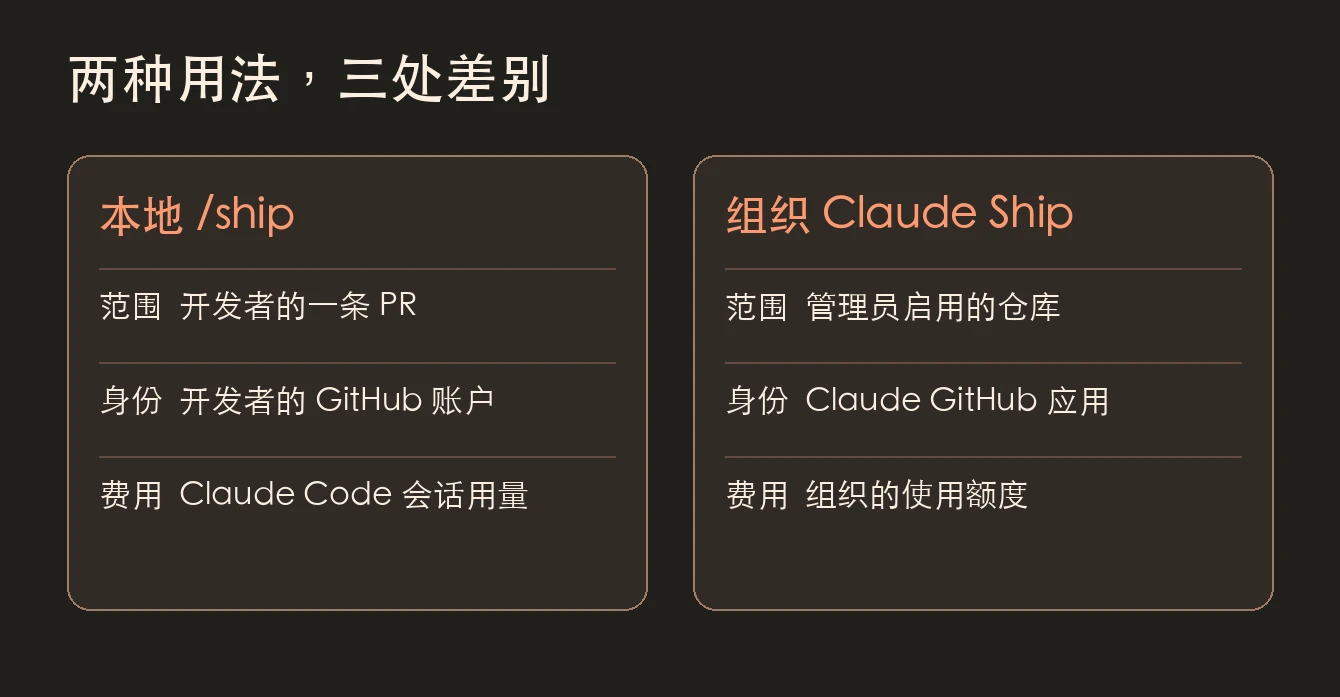 两种用法，三处差别
本地 /ship
范围 开发者的一条 PR
身份 开发者的 GitHub 账户
费用 Claude Code 会话用量
组织 Claude Ship
范围 管理员启用的仓库
身份 Claude GitHub 应用
费用 组织的使用额度